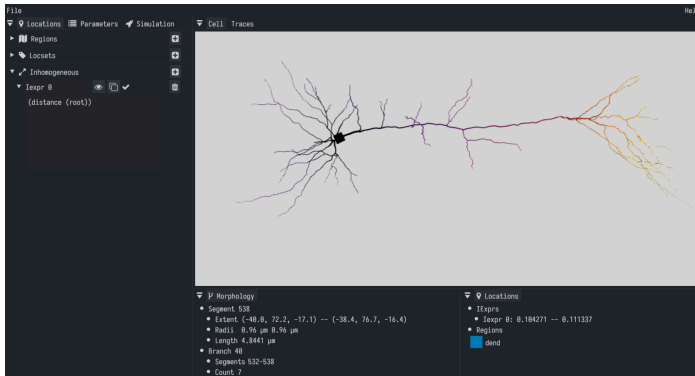 File
Hel
Locations Parameters Simulation
Regions
Locsets
Inhomogeneous
Iexpr 0
(distance (root))
Cell Traces
Morphology
Segment 538
Extent (-40.0, 72.2, -17.1) -- (-38.4, 76.7, -16.4)
Radii 0.96 µm 0.96 µm
Length 4.8441 µm
Branch 40
Segments 532-538
Count 7
Locations
IExprs
Iexpr 0: 0.104271 -- 0.111337
Regions
dend